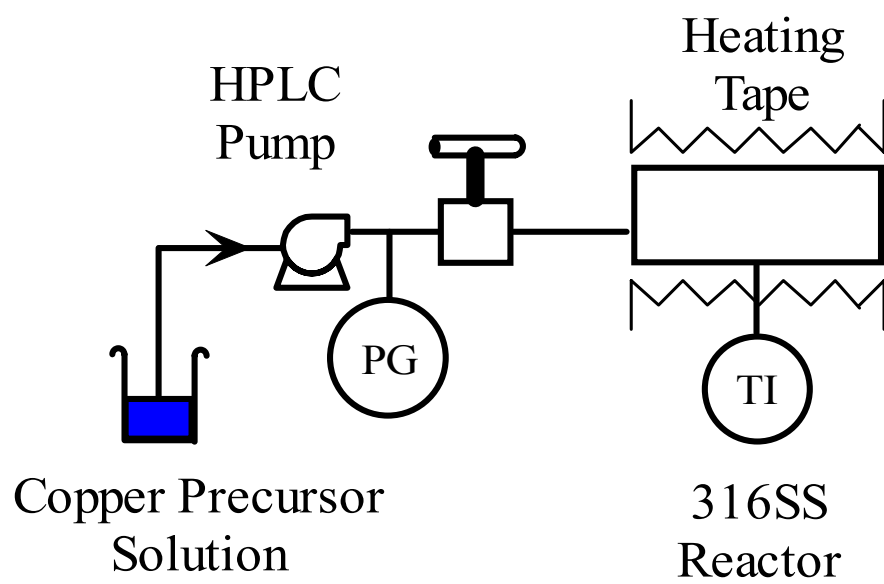 Heating
Tape
HPLC
Pump
PG
TI
Copper Precursor
Solution
316SS
Reactor